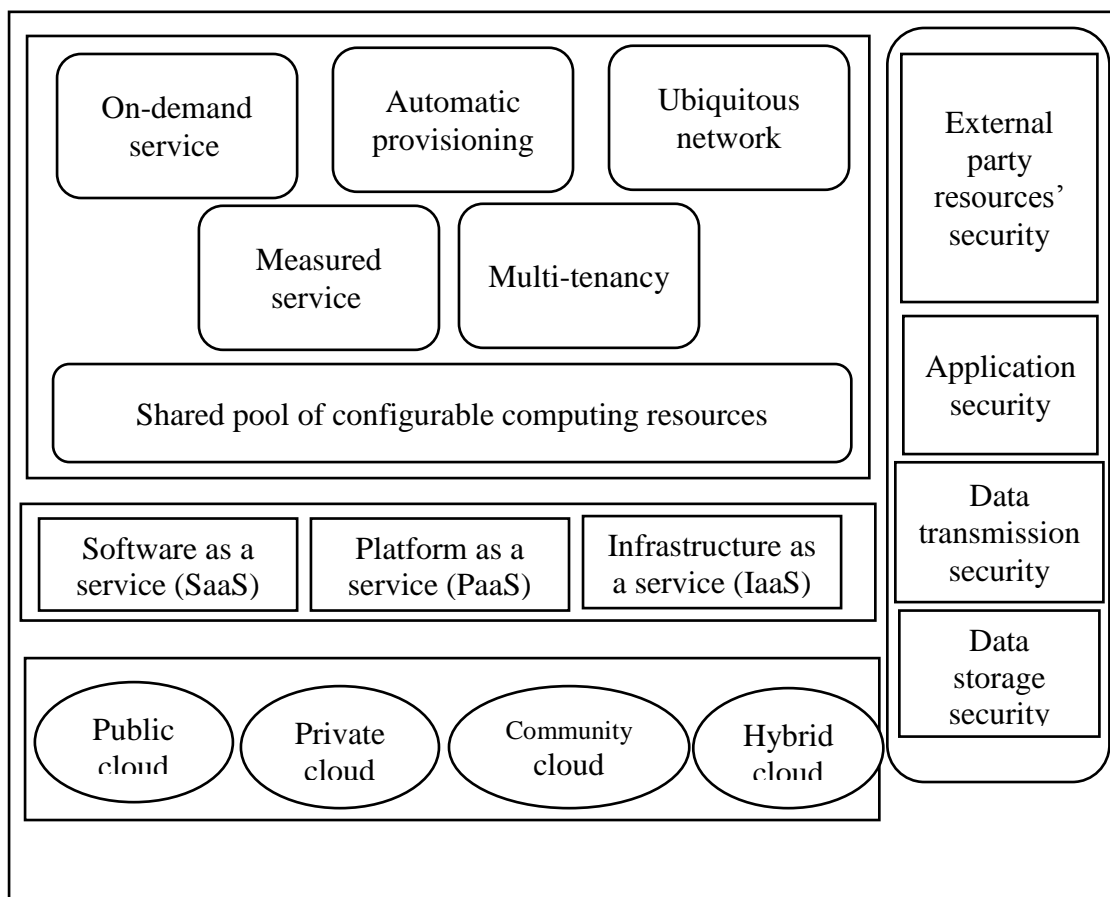 On-demand
service
Automatic
provisioning
Ubiquitous
network
Measured
service
Multi-tenancy
Shared pool of configurable computing resources
Software as a
service (SaaS)
Platform as a
service (PaaS)
Infrastructure as
a service (IaaS)
Public
cloud
Private
cloud
Community
cloud
Hybrid
cloud
External
party
resources’
security
Application
security
Data
transmission
security
Data
storage
security